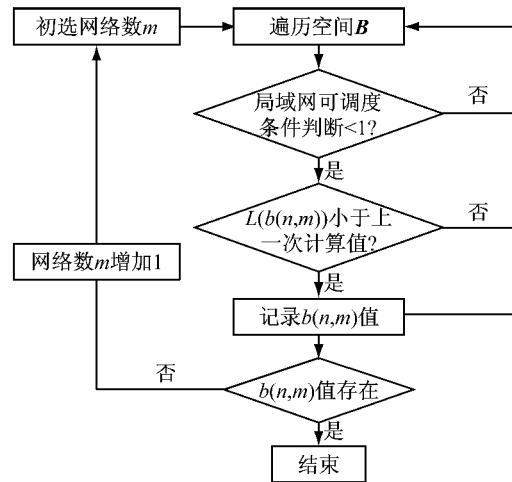 初选网络数m
遍历空间B
局域网可调度
条件判断<1?
否
是
L(b(n,m))小于上
一次计算值?
否
网络数m增加1
是
记录b(n,m)值
否
b(n,m)值存在
是
结束